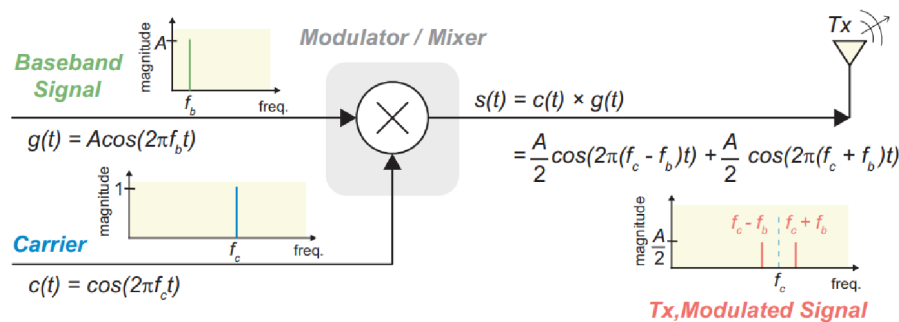 magnitude
A
f_b
freq.
Baseband
Signal
Modulator / Mixer
Tx
g(t) = Acos(2πf_bt)
s(t) = c(t) × g(t)
= A/2 cos(2π(f_c - f_b)t) + A/2 cos(2π(f_c + f_b)t)
magnitude
1
f_c
freq.
Carrier
c(t) = cos(2πf_ct)
magnitude
A/2
f_c - f_b
f_c + f_b
f_c
freq.
Tx,Modulated Signal